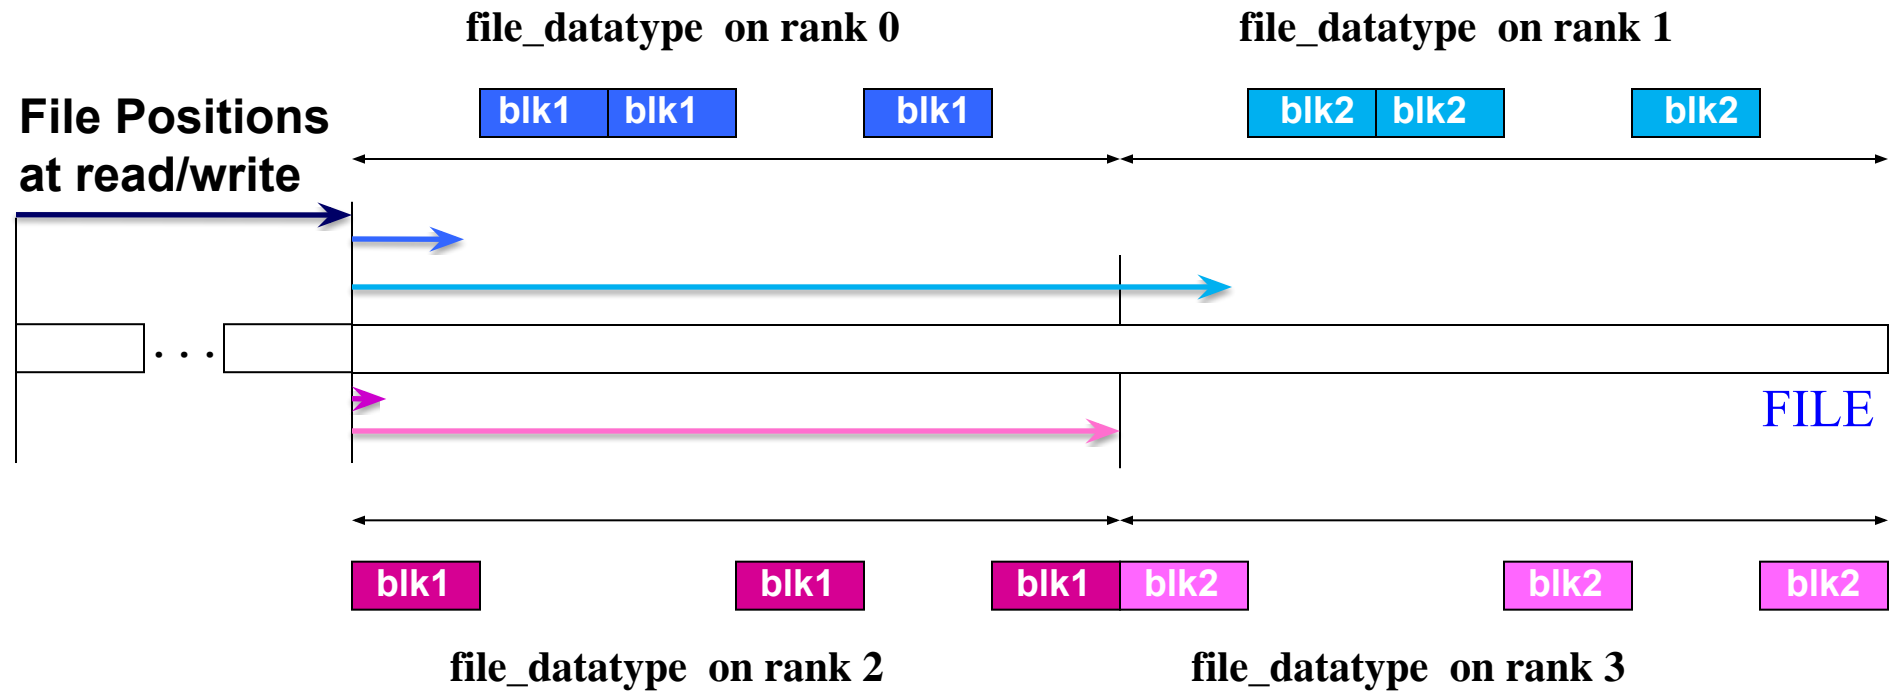 file_datatype on rank 0
file_datatype on rank 1
File Positions
at read/write
blk1 blk1 blk1
blk2 blk2 blk2
. . .
FILE
blk1 blk1 blk1
blk2 blk2 blk2
file_datatype on rank 2
file_datatype on rank 3